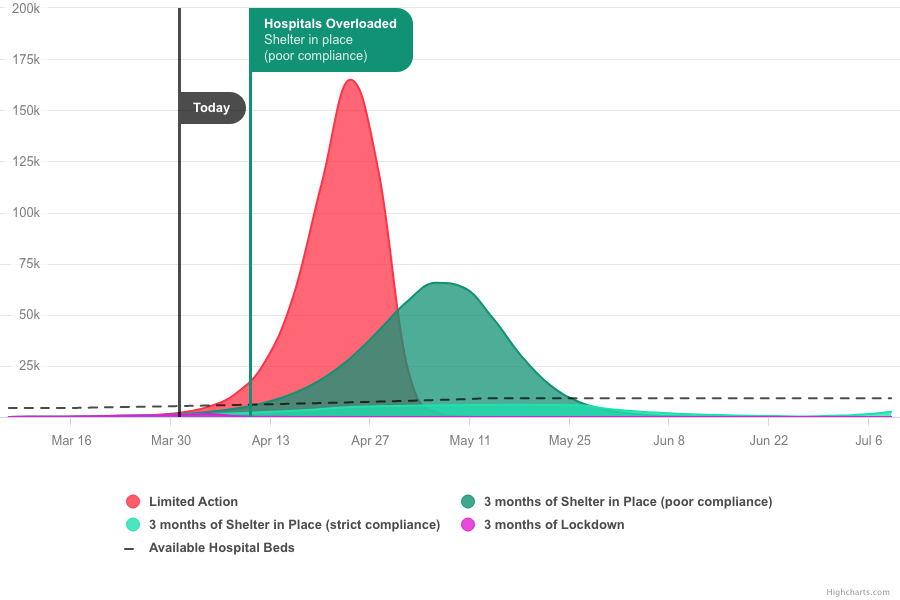 200k
Hospitals Overloaded
Shelter in place
(poor compliance)
175k
Today
150k
125k
100k
75k
50k
25k
Mar 16 Mar 30 Apr 13 Apr 27 May 11 May 25 Jun 8 Jun 22 Jul 6
Limited Action 3 months of Shelter in Place (poor compliance)
3 months of Shelter in Place (strict compliance) 3 months of Lockdown
Available Hospital Beds
Highcharts.com